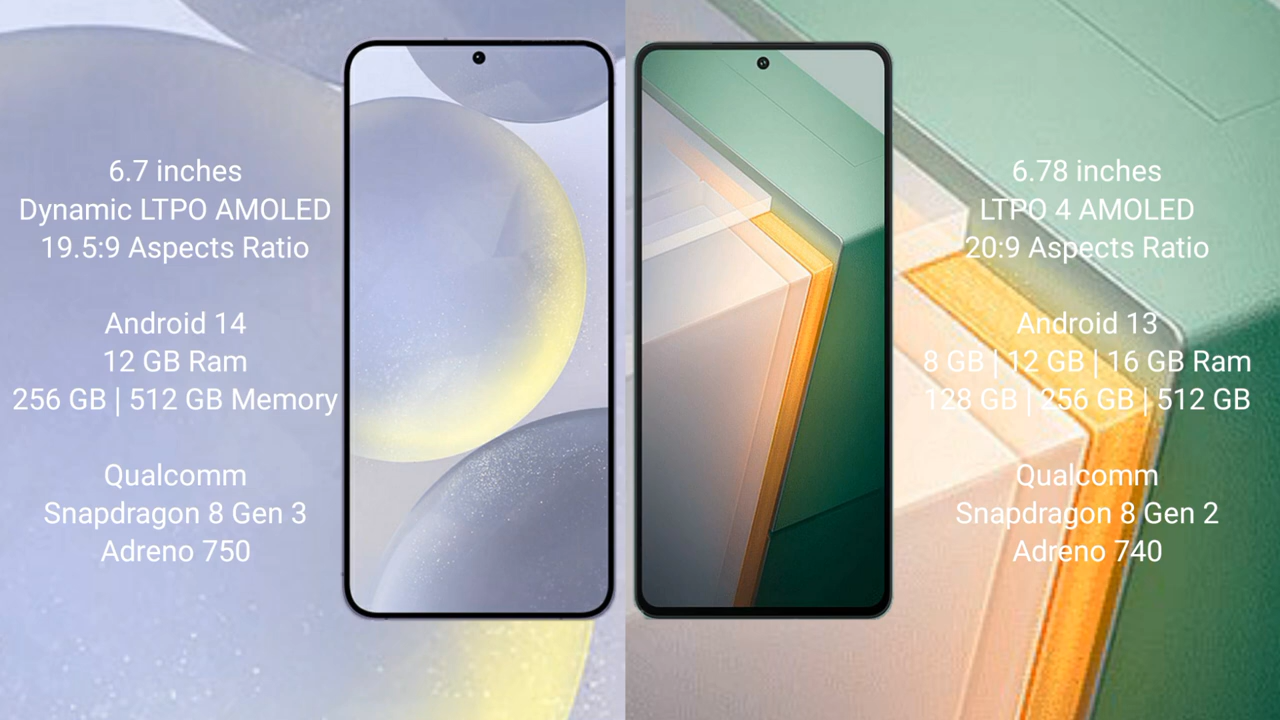 6.7 inches
Dynamic LTPO AMOLED
19.5:9 Aspects Ratio
Android 14
12 GB Ram
256 GB | 512 GB Memory
Qualcomm
Snapdragon 8 Gen 3
Adreno 750
6.78 inches
LTPO 4 AMOLED
20:9 Aspects Ratio
Android 13
8 GB | 12 GB | 16 GB Ram
128 GB | 256 GB | 512 GB
Qualcomm
Snapdragon 8 Gen 2
Adreno 740